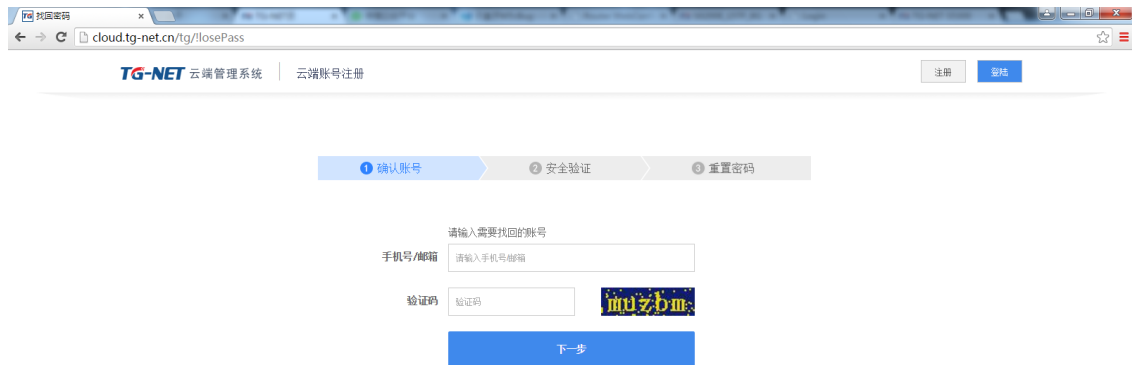 找回密码
cloud.tg-net.cn/tg/!losePass
TG-NET 云端管理系统 云端账号注册
注册 登陆
1 确认账号 2 安全验证 3 重置密码
请输入需要找回的账号
手机号/邮箱 请输入手机号/邮箱
验证码 验证码
下一步